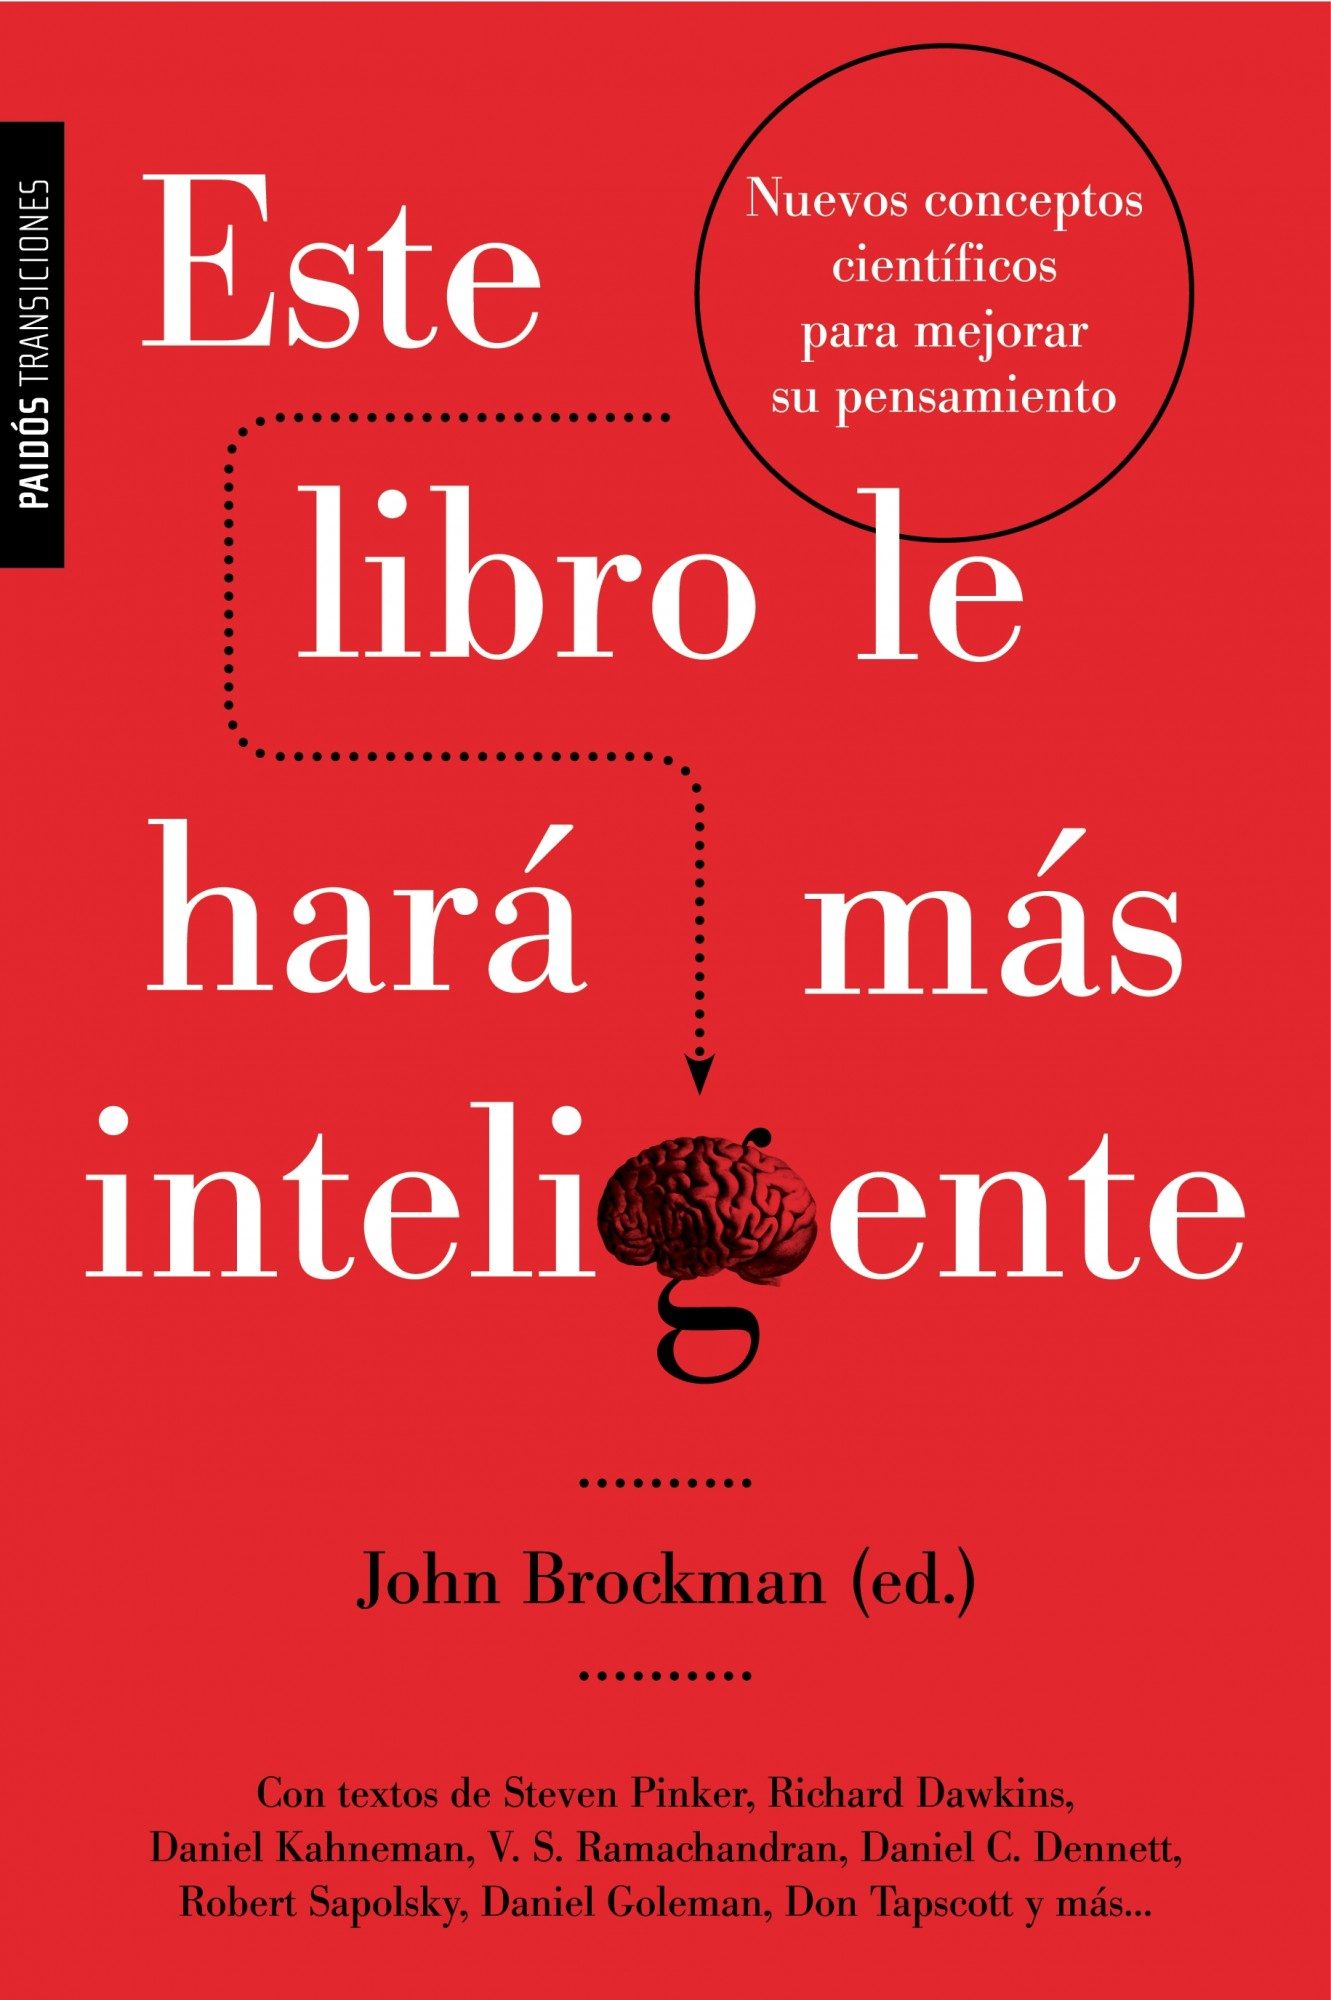 PAIDÓS TRANSICIONES
Nuevos conceptos
científicos
para mejorar
su pensamiento
Este
libro le
hará más
inteligente
John Brockman (ed.)
Con textos de Steven Pinker, Richard Dawkins,
Daniel Kahneman, V. S. Ramachandran, Daniel C. Dennett,
Robert Sapolsky, Daniel Goleman, Don Tapscott y más...